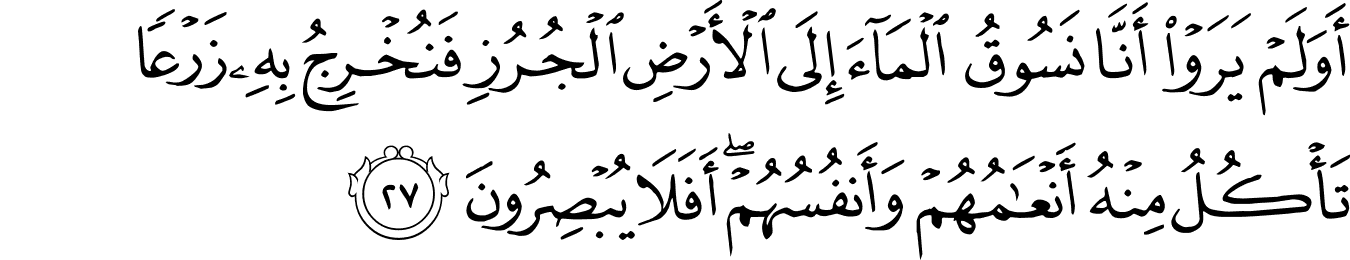 أَوَلَمْ يَرَوْا۟ أَنَّا نَسُوقُ ٱلْمَآءَ إِلَى ٱلْأَرْضِ ٱلْجُرُزِ فَنُخْرِجُ بِهِۦ زَرْعًا
تَأْكُلُ مِنْهُ أَنْعَـٰمُهُمْ وَأَنفُسُهُمْ ۖ أَفَلَا يُبْصِرُونَ ٢٧